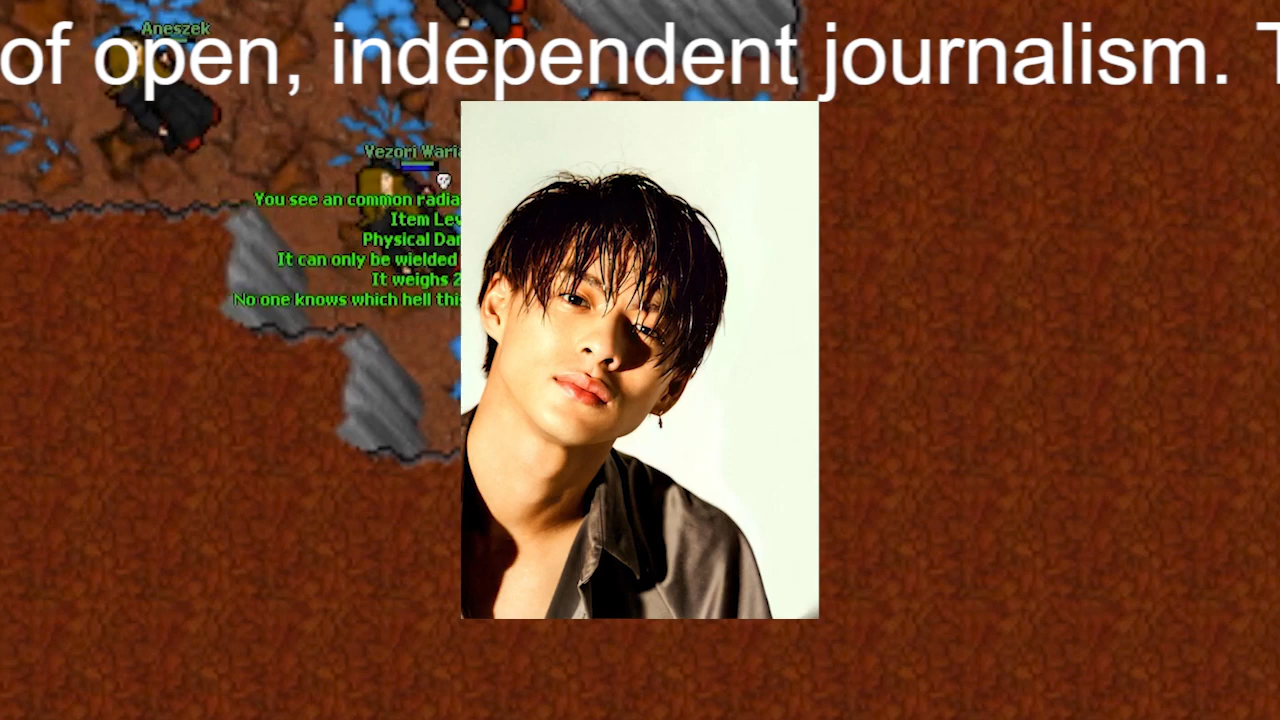 Aneszek
of open, independent journalism. T
Vezori Waria
You see an common radia
Item Lev
Physical Dar
It can only be wielded
It weighs 2
No one knows which hell this